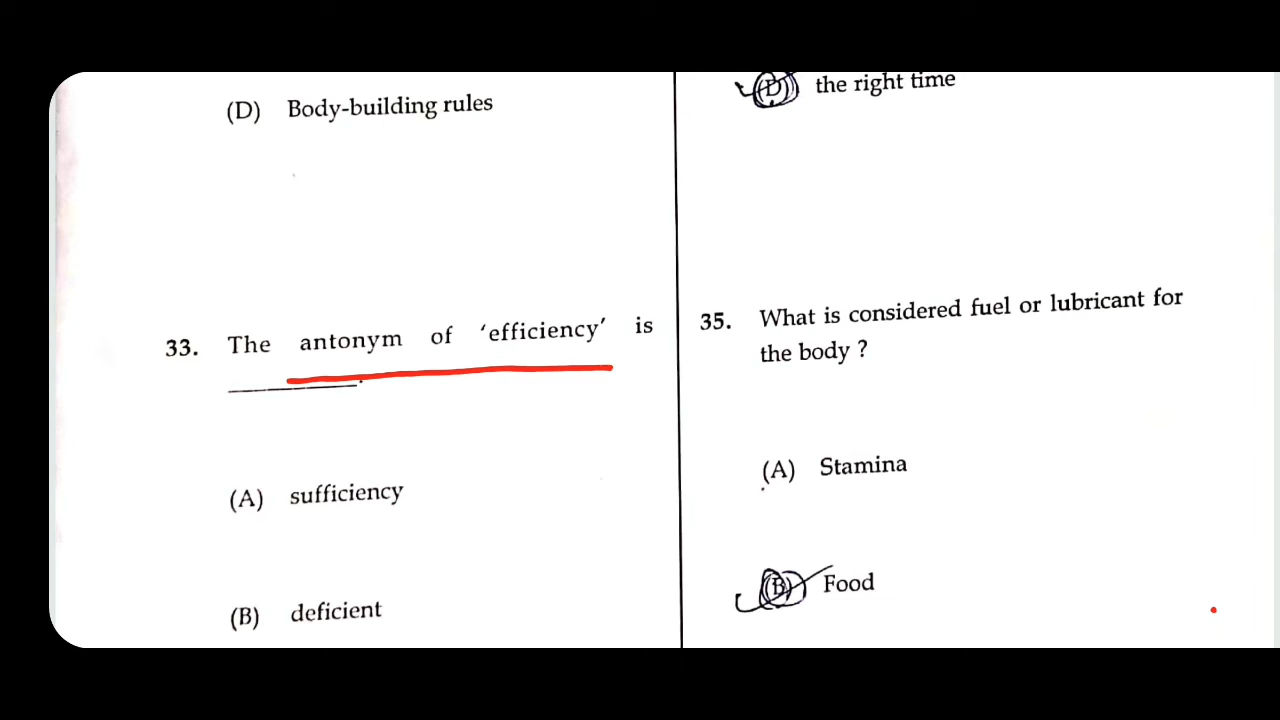 (D) Body-building rules
33. The antonym of ‘efficiency’ is
____________.
(A) sufficiency
(B) deficient
(D) the right time
35. What is considered fuel or lubricant for
the body ?
(A) Stamina
(B) Food